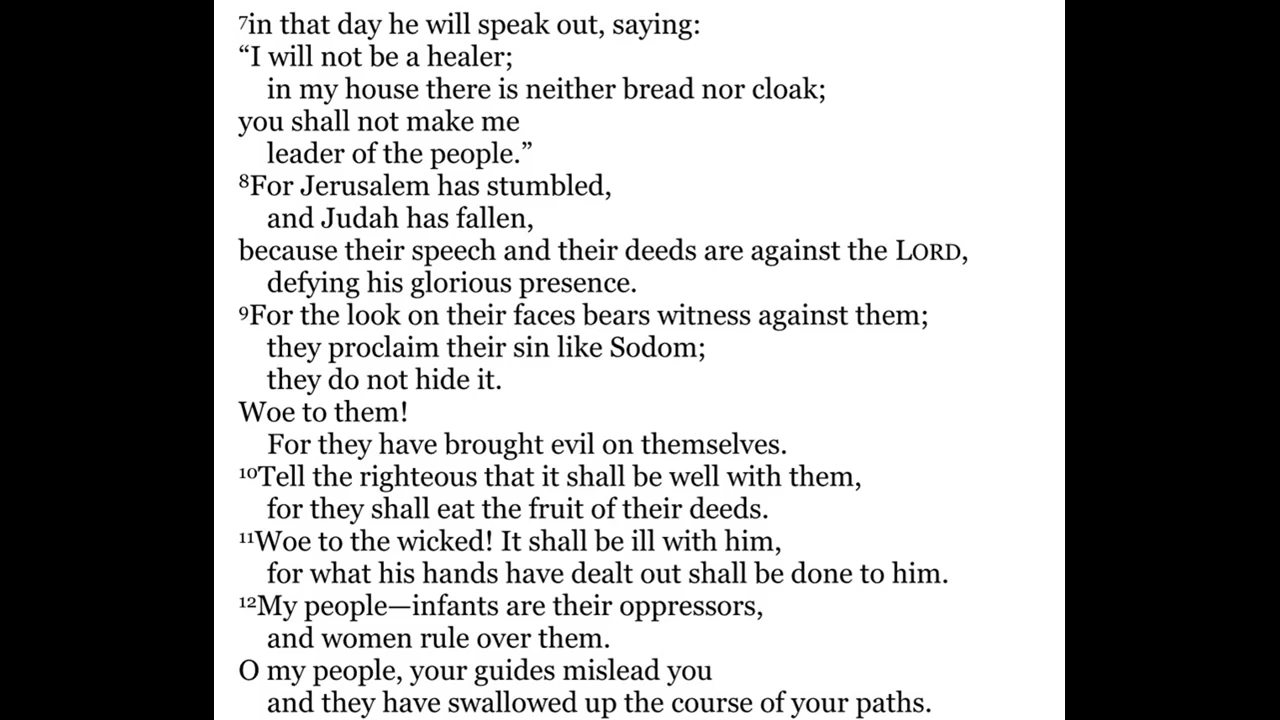 7in that day he will speak out, saying:
“I will not be a healer;
in my house there is neither bread nor cloak;
you shall not make me
leader of the people.”
8For Jerusalem has stumbled,
and Judah has fallen,
because their speech and their deeds are against the LORD,
defying his glorious presence.
9For the look on their faces bears witness against them;
they proclaim their sin like Sodom;
they do not hide it.
Woe to them!
For they have brought evil on themselves.
10Tell the righteous that it shall be well with them,
for they shall eat the fruit of their deeds.
11Woe to the wicked! It shall be ill with him,
for what his hands have dealt out shall be done to him.
12My people—infants are their oppressors,
and women rule over them.
O my people, your guides mislead you
and they have swallowed up the course of your paths.